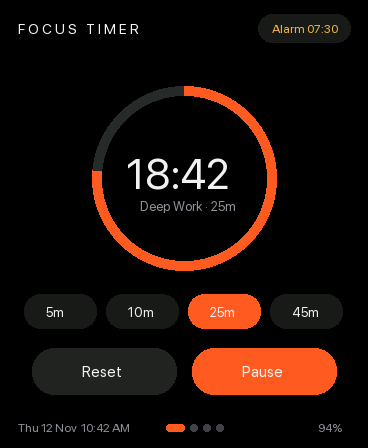 FOCUS TIMER
Alarm 07:30
18:42
Deep Work · 25m
5m 10m 25m 45m
Reset Pause
Thu 12 Nov 10:42 AM 94%